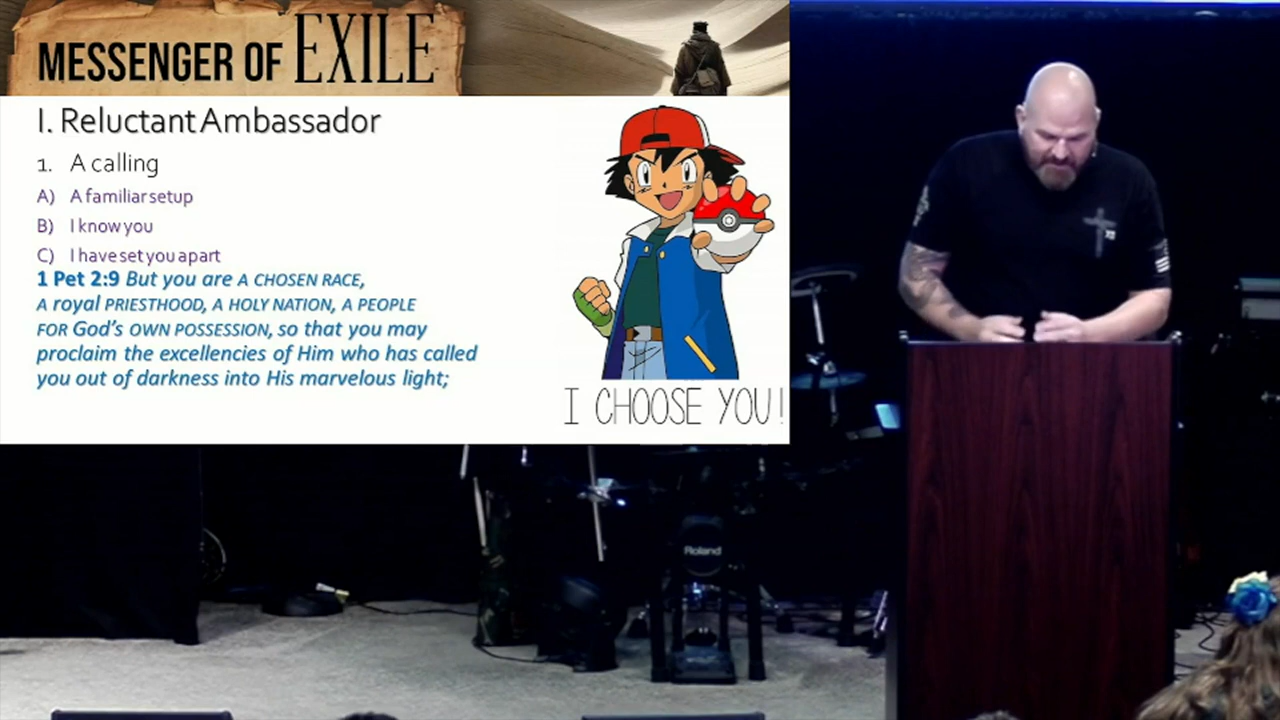 MESSENGER OF EXILE
I. Reluctant Ambassador
1. A calling
A) A familiar setup
B) I know you
C) I have set you apart
1 Pet 2:9 But you are A CHOSEN RACE,
A royal PRIESTHOOD, A HOLY NATION, A PEOPLE
FOR God's OWN POSSESSION, so that you may
proclaim the excellencies of Him who has called
you out of darkness into His marvelous light;
I CHOOSE YOU!
Roland